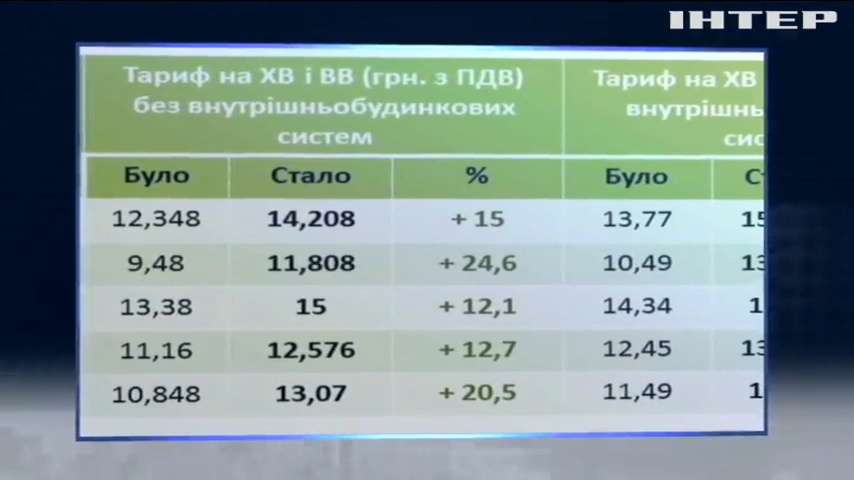 ІНТЕР
Тариф на ХВ і ВВ (грн. з ПДВ)
без внутрішньобудинкових
систем
Тариф на ХВ
Було Стало % Було
12,348 14,208 + 15 13,77
9,48 11,808 + 24,6 10,49
13,38 15 + 12,1 14,34
11,16 12,576 + 12,7 12,45
10,848 13,07 + 20,5 11,49